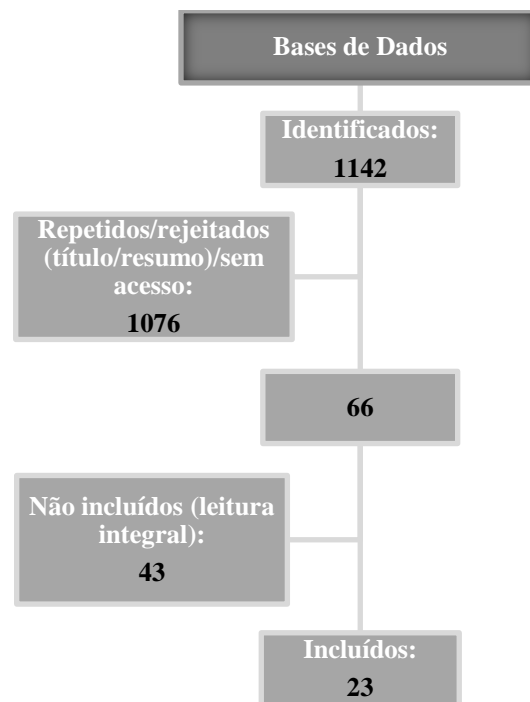 Bases de Dados
Identificados:
1142
Repetidos/rejeitados
(título/resumo)/sem
acesso:
1076
66
Não incluídos (leitura
integral):
43
Incluídos:
23